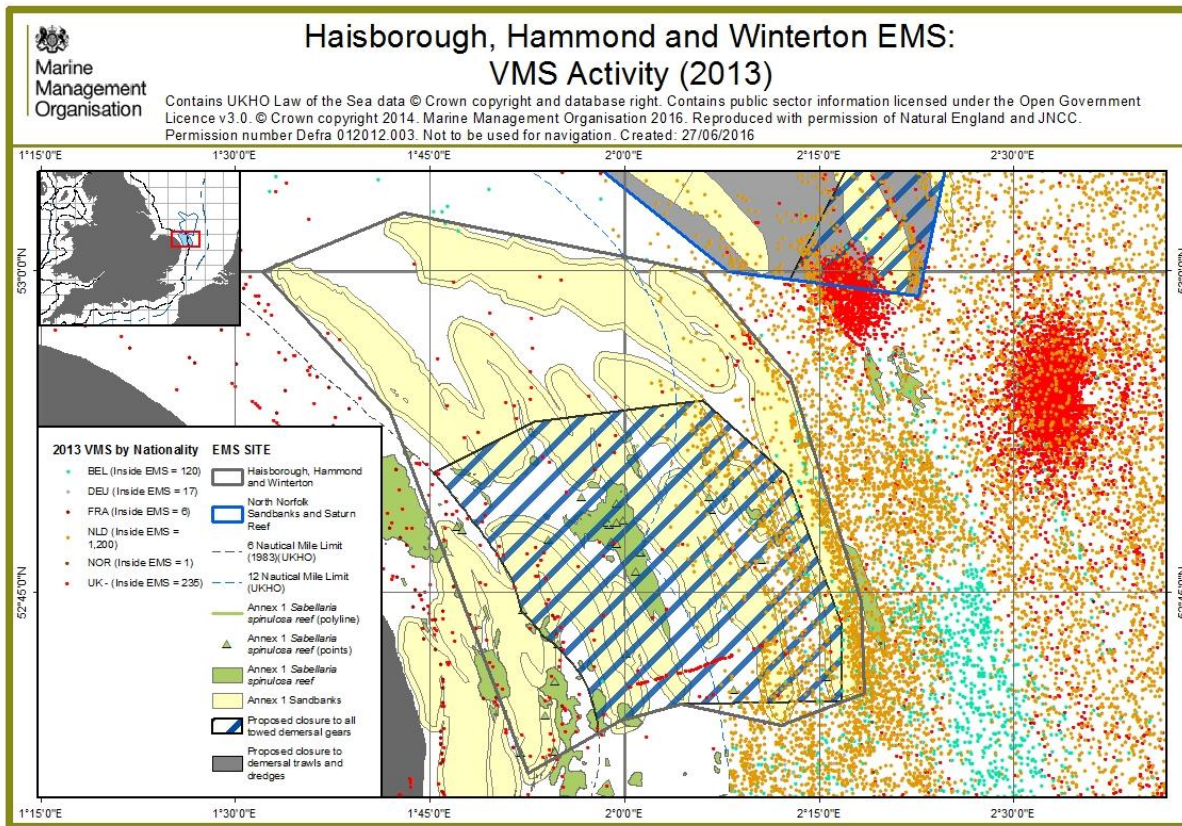 Marine
Management
Organisation
Haisborough, Hammond and Winterton EMS:
VMS Activity (2013)
Contains UKHO Law of the Sea data © Crown copyright and database right. Contains public sector information licensed under the Open Government
Licence v3.0. © Crown copyright 2014. Marine Management Organisation 2016. Reproduced with permission of Natural England and JNCC.
Permission number Defra 012012.003. Not to be used for navigation. Created: 27/06/2016
1°15'0"E 1°30'0"E 1°45'0"E 2°0'0"E 2°15'0"E 2°30'0"E
53°0'0"N
53°0'0"N
52°45'0"N
52°45'0"N
2013 VMS by Nationality
BEL (Inside EMS = 120)
DEU (Inside EMS = 17)
FRA (Inside EMS = 6)
NLD (Inside EMS =
1,200)
NOR (Inside EMS = 1)
UK - (Inside EMS = 235)
EMS SITE
Haisborough, Hammond
and Winterton
North Norfolk
Sandbanks and Saturn
Reef
6 Nautical Mile Limit
(1983)(UKHO)
12 Nautical Mile Limit
(UKHO)
Annex 1 Sabellaria
spinulosa reef (polyline)
Annex 1 Sabellaria
spinulosa reef (points)
Annex 1 Sabellaria
spinulosa reef
Annex 1 Sandbanks
Proposed closure to all
towed demersal gears
Proposed closure to
demersal trawls and
dredges
1°15'0"E 1°30'0"E 1°45'0"E 2°0'0"E 2°15'0"E 2°30'0"E